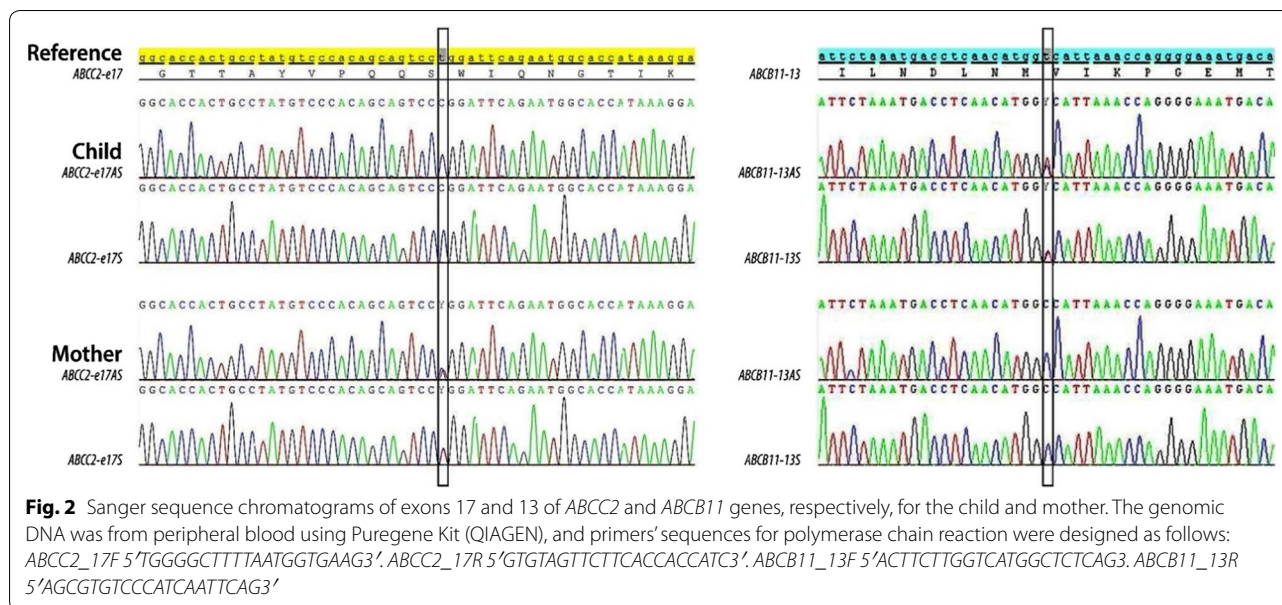 Reference
ABCC2-e17
ggcaccactgcctatgtcccacagcagtcctggattcagaatggcaccataaagga
G T T A Y V P Q Q S W I Q N G T I K
GGCACCACTGCCTATGTCCCACAGCAGTCCCGGATTCAGAATGGCACCATAAAGGA
Child
ABCC2-e17AS
GGCACCACTGCCTATGTCCCACAGCAGTCCCGGATTCAGAATGGCACCATAAAGGA
ABCC2-e17S
GGCACCACTGCCTATGTCCCACAGCAGTCCYGGATTCAGAATGGCACCATAAAGGA
Mother
ABCC2-e17AS
GGCACCACTGCCTATGTCCCACAGCAGTCCYGGATTCAGAATGGCACCATAAAGGA
ABCC2-e17S
attctaaatgacctcaacatggtcattaaaccaggggaaatgaca
ABCB11-13
I L N D L N M V I K P G E M T
ATTCTAAATGACCTCAACATGGYCATTAAACCAGGGGAAATGACA
ABCB11-13AS
ATTCTAAATGACCTCAACATGGYCATTAAACCAGGGGAAATGACA
ABCB11-13S
ATTCTAAATGACCTCAACATGGCCATTAAACCAGGGGAAATGACA
ABCB11-13AS
ATTCTAAATGACCTCAACATGGCCATTAAACCAGGGGAAATGACA
ABCB11-13S
Fig. 2 Sanger sequence chromatograms of exons 17 and 13 of ABCC2 and ABCB11 genes, respectively, for the child and mother. The genomic
DNA was from peripheral blood using Puregene Kit (QIAGEN), and primers’ sequences for polymerase chain reaction were designed as follows:
ABCC2_17F 5′TGGGGCTTTTAATGGTGAAG3′. ABCC2_17R 5′GTGTAGTTCTTCACCACCATC3′. ABCB11_13F 5′ACTTCTTGGTCATGGCTCTCAG3. ABCB11_13R
5′AGCGTGTCCCATCAATTCAG3′